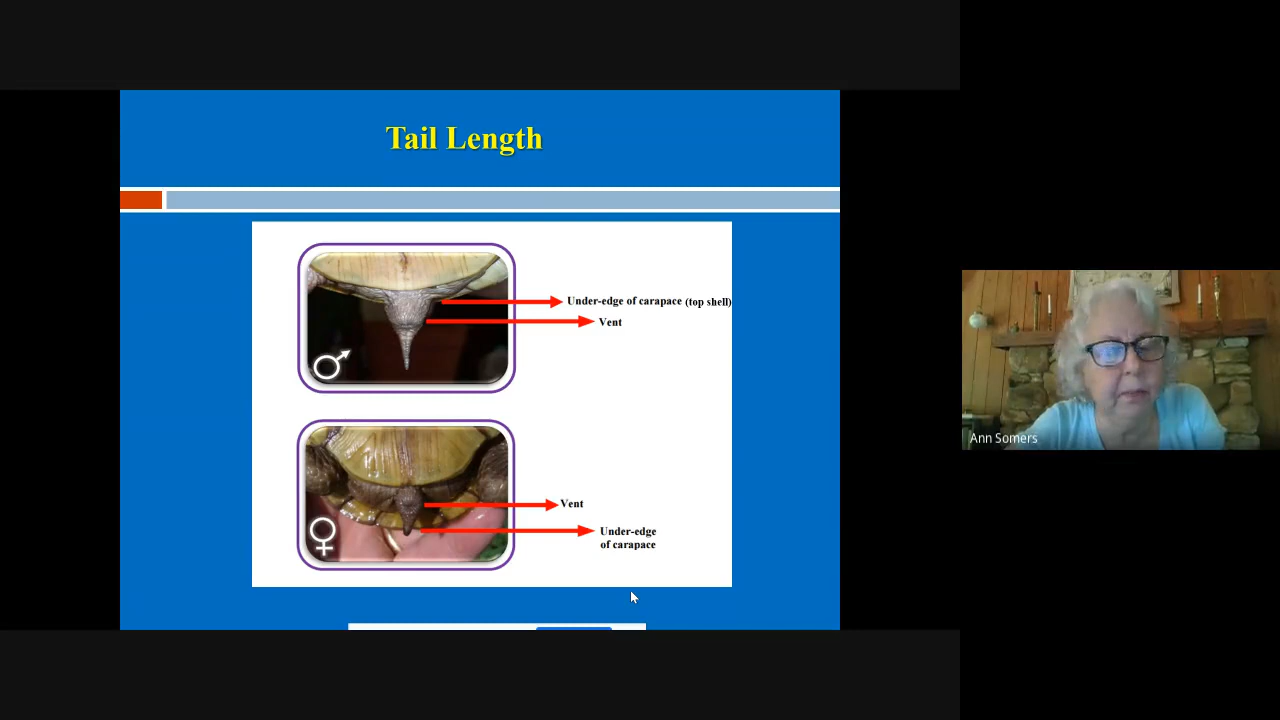 Tail Length
Under-edge of carapace (top shell)
Vent
Vent
Under-edge
of carapace
Ann Somers